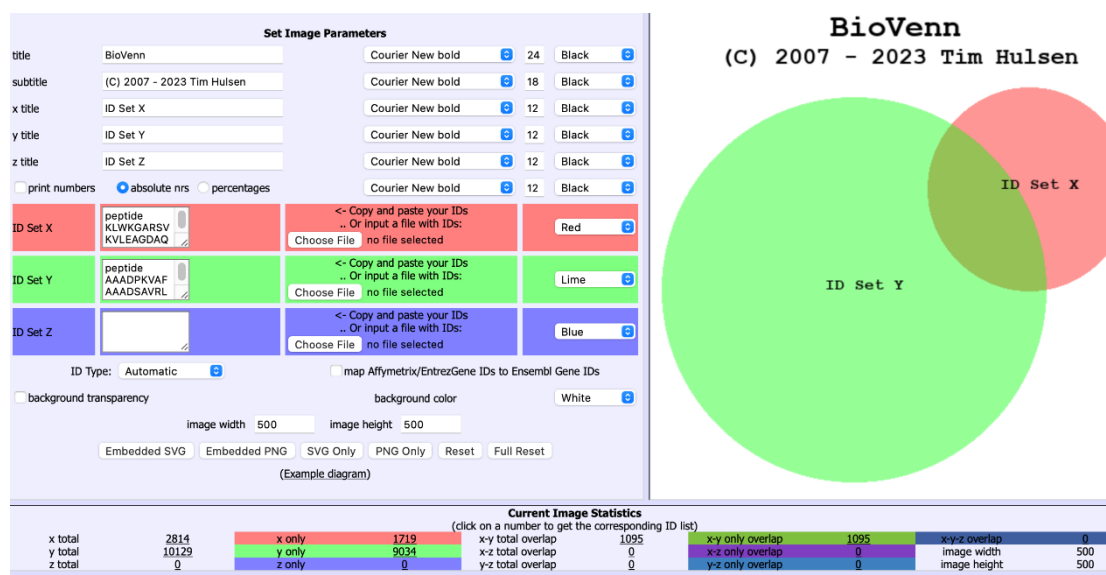 Set Image Parameters
title BioVenn Courier New bold 24 Black
subtitle (C) 2007 - 2023 Tim Hulsen Courier New bold 18 Black
x title ID Set X Courier New bold 12 Black
y title ID Set Y Courier New bold 12 Black
z title ID Set Z Courier New bold 12 Black
print numbers absolute nrs percentages Courier New bold 12 Black
ID Set X
peptide
KLWKGARSV
KVLEAGDAQ
<- Copy and paste your IDs
.. Or input a file with IDs:
Choose File no file selected
Red
ID Set Y
peptide
AAADPKVAF
AAADSAVRL
<- Copy and paste your IDs
.. Or input a file with IDs:
Choose File no file selected
Lime
ID Set Z
<- Copy and paste your IDs
.. Or input a file with IDs:
Choose File no file selected
Blue
ID Type: Automatic map Affymetrix/EntrezGene IDs to Ensembl Gene IDs
background transparency background color White
image width 500 image height 500
Embedded SVG Embedded PNG SVG Only PNG Only Reset Full Reset
(Example diagram)
BioVenn
(C) 2007 - 2023 Tim Hulsen
ID Set X
ID Set Y
Current Image Statistics
(click on a number to get the corresponding ID list)
x total 2814 x only 1719 x-y total overlap 1095 x-y only overlap 1095 x-y-z overlap 0
y total 10129 y only 9034 x-z total overlap 0 x-z only overlap 0 image width 500
z total 0 z only 0 y-z total overlap 0 y-z only overlap 0 image height 500